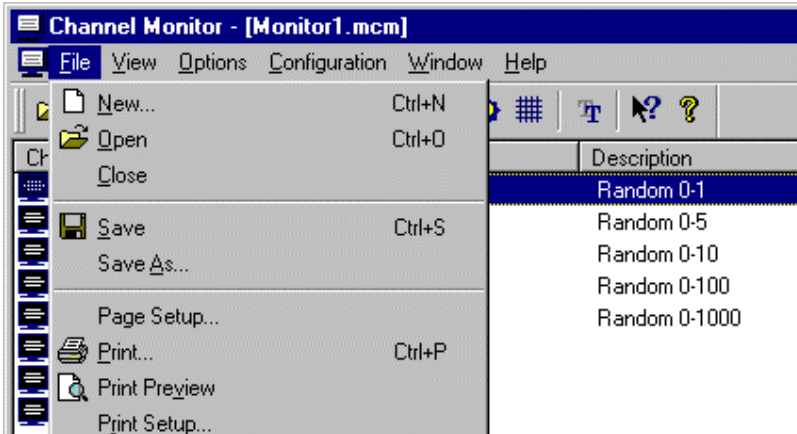 Channel Monitor - [Monitor1.mcm]
File View Options Configuration Window Help
New... Ctrl+N
Open Ctrl+O
Close
Save Ctrl+S
Save As...
Page Setup...
Print... Ctrl+P
Print Preview
Print Setup...
Description
Random 0-1
Random 0-5
Random 0-10
Random 0-100
Random 0-1000